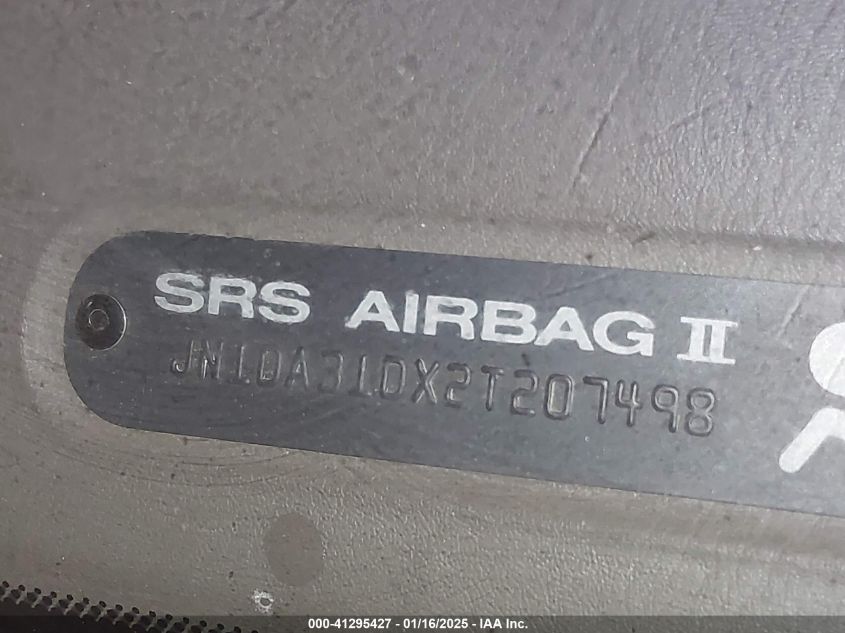 SRS AIRBAG II
JN1DA31DX2T207498
000-41295427 - 01/16/2025 - IAA Inc.